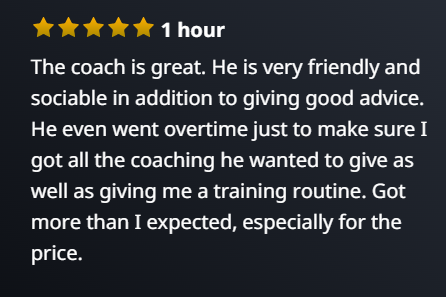 1 hour
The coach is great. He is very friendly and
sociable in addition to giving good advice.
He even went overtime just to make sure I
got all the coaching he wanted to give as
well as giving me a training routine. Got
more than I expected, especially for the
price.